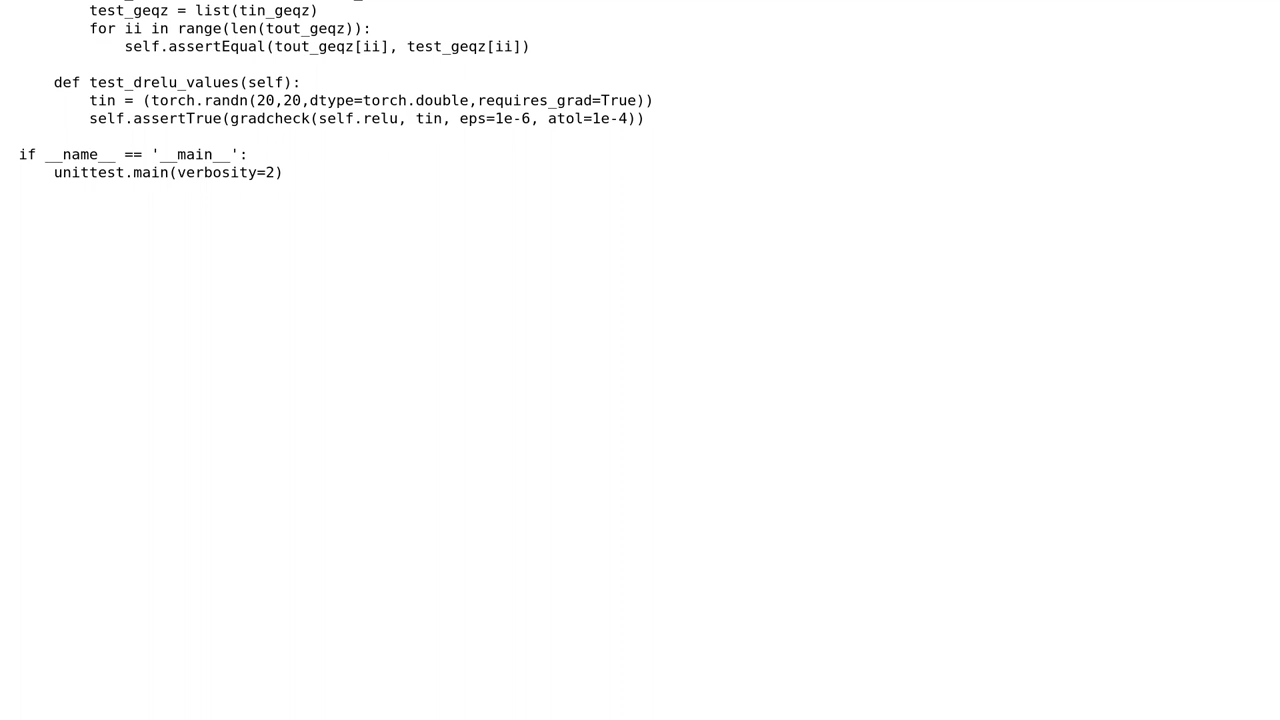 test_geqz = list(tin_geqz)
for ii in range(len(tout_geqz)):
self.assertEqual(tout_geqz[ii], test_geqz[ii])
def test_drelu_values(self):
tin = (torch.randn(20,20,dtype=torch.double,requires_grad=True))
self.assertTrue(gradcheck(self.relu, tin, eps=1e-6, atol=1e-4))
if __name__ == '__main__':
unittest.main(verbosity=2)